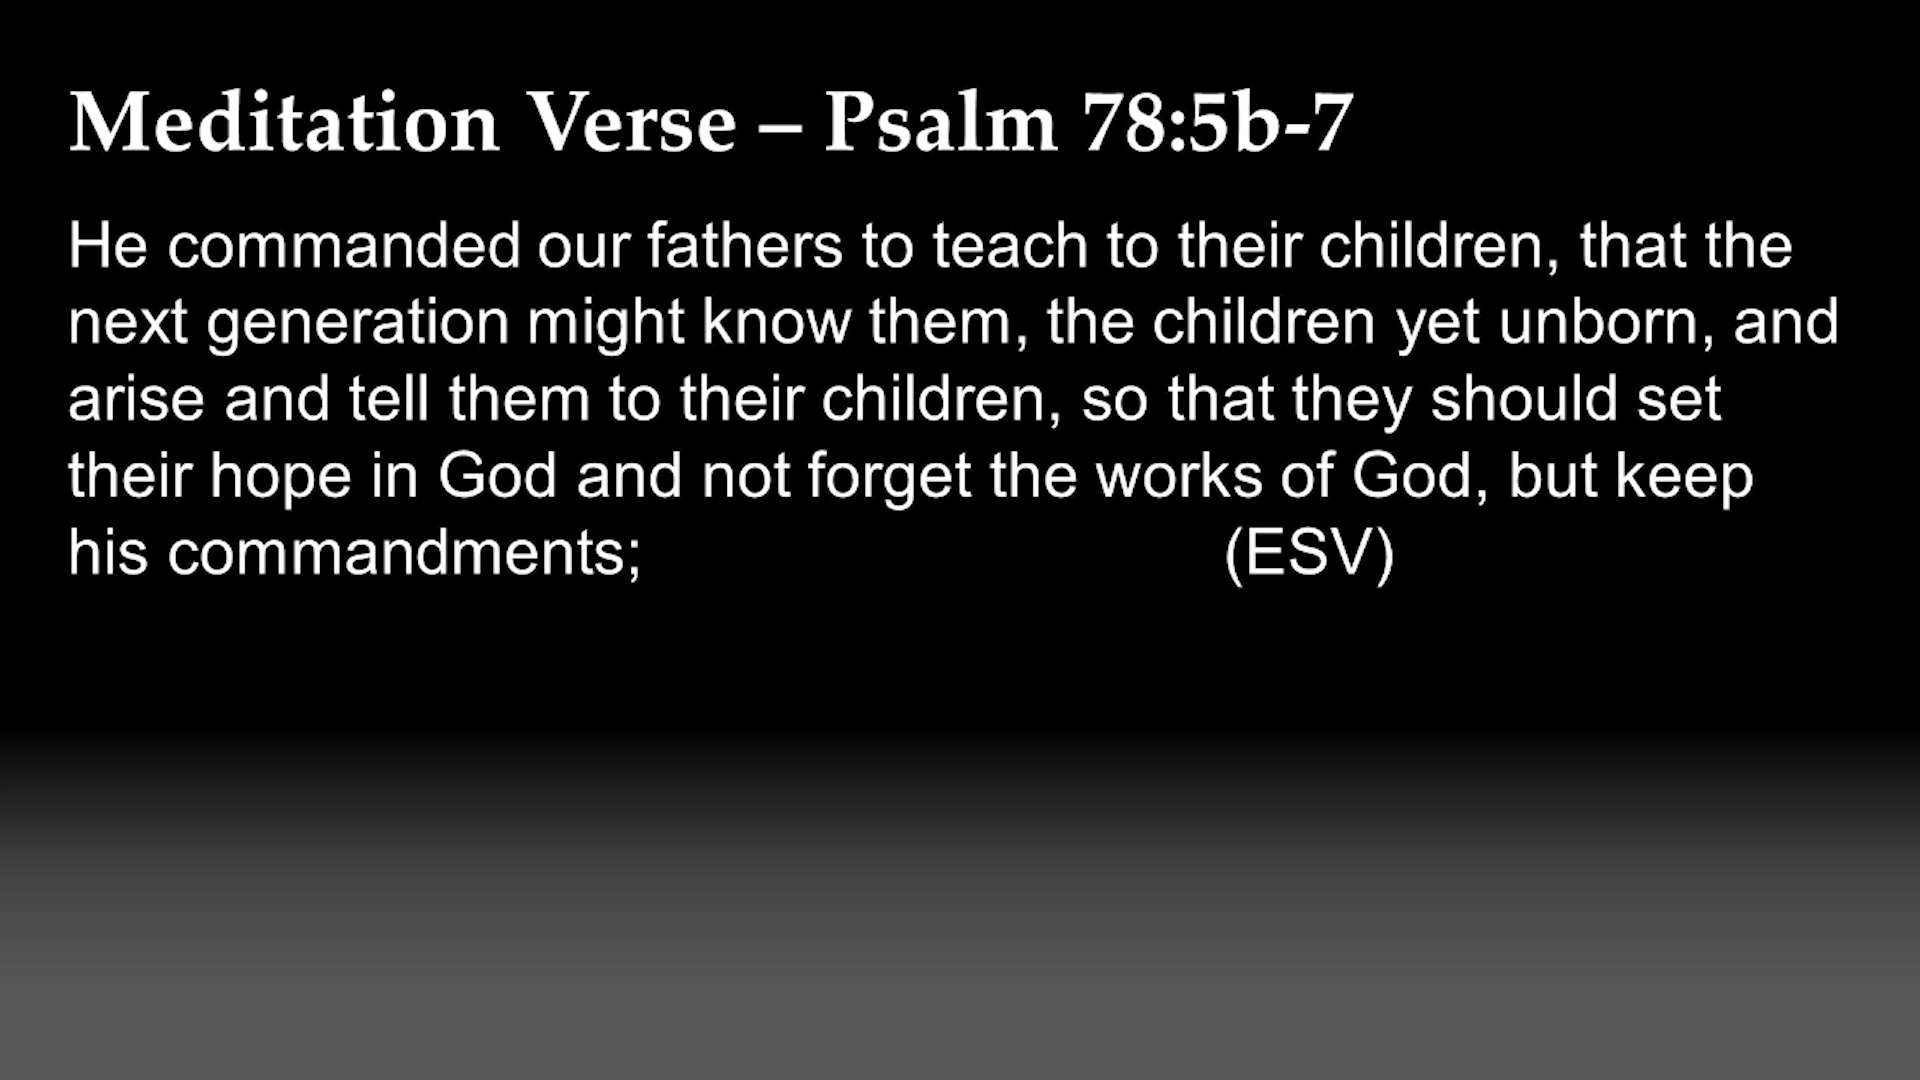 Meditation Verse – Psalm 78:5b-7
He commanded our fathers to teach to their children, that the
next generation might know them, the children yet unborn, and
arise and tell them to their children, so that they should set
their hope in God and not forget the works of God, but keep
his commandments; (ESV)